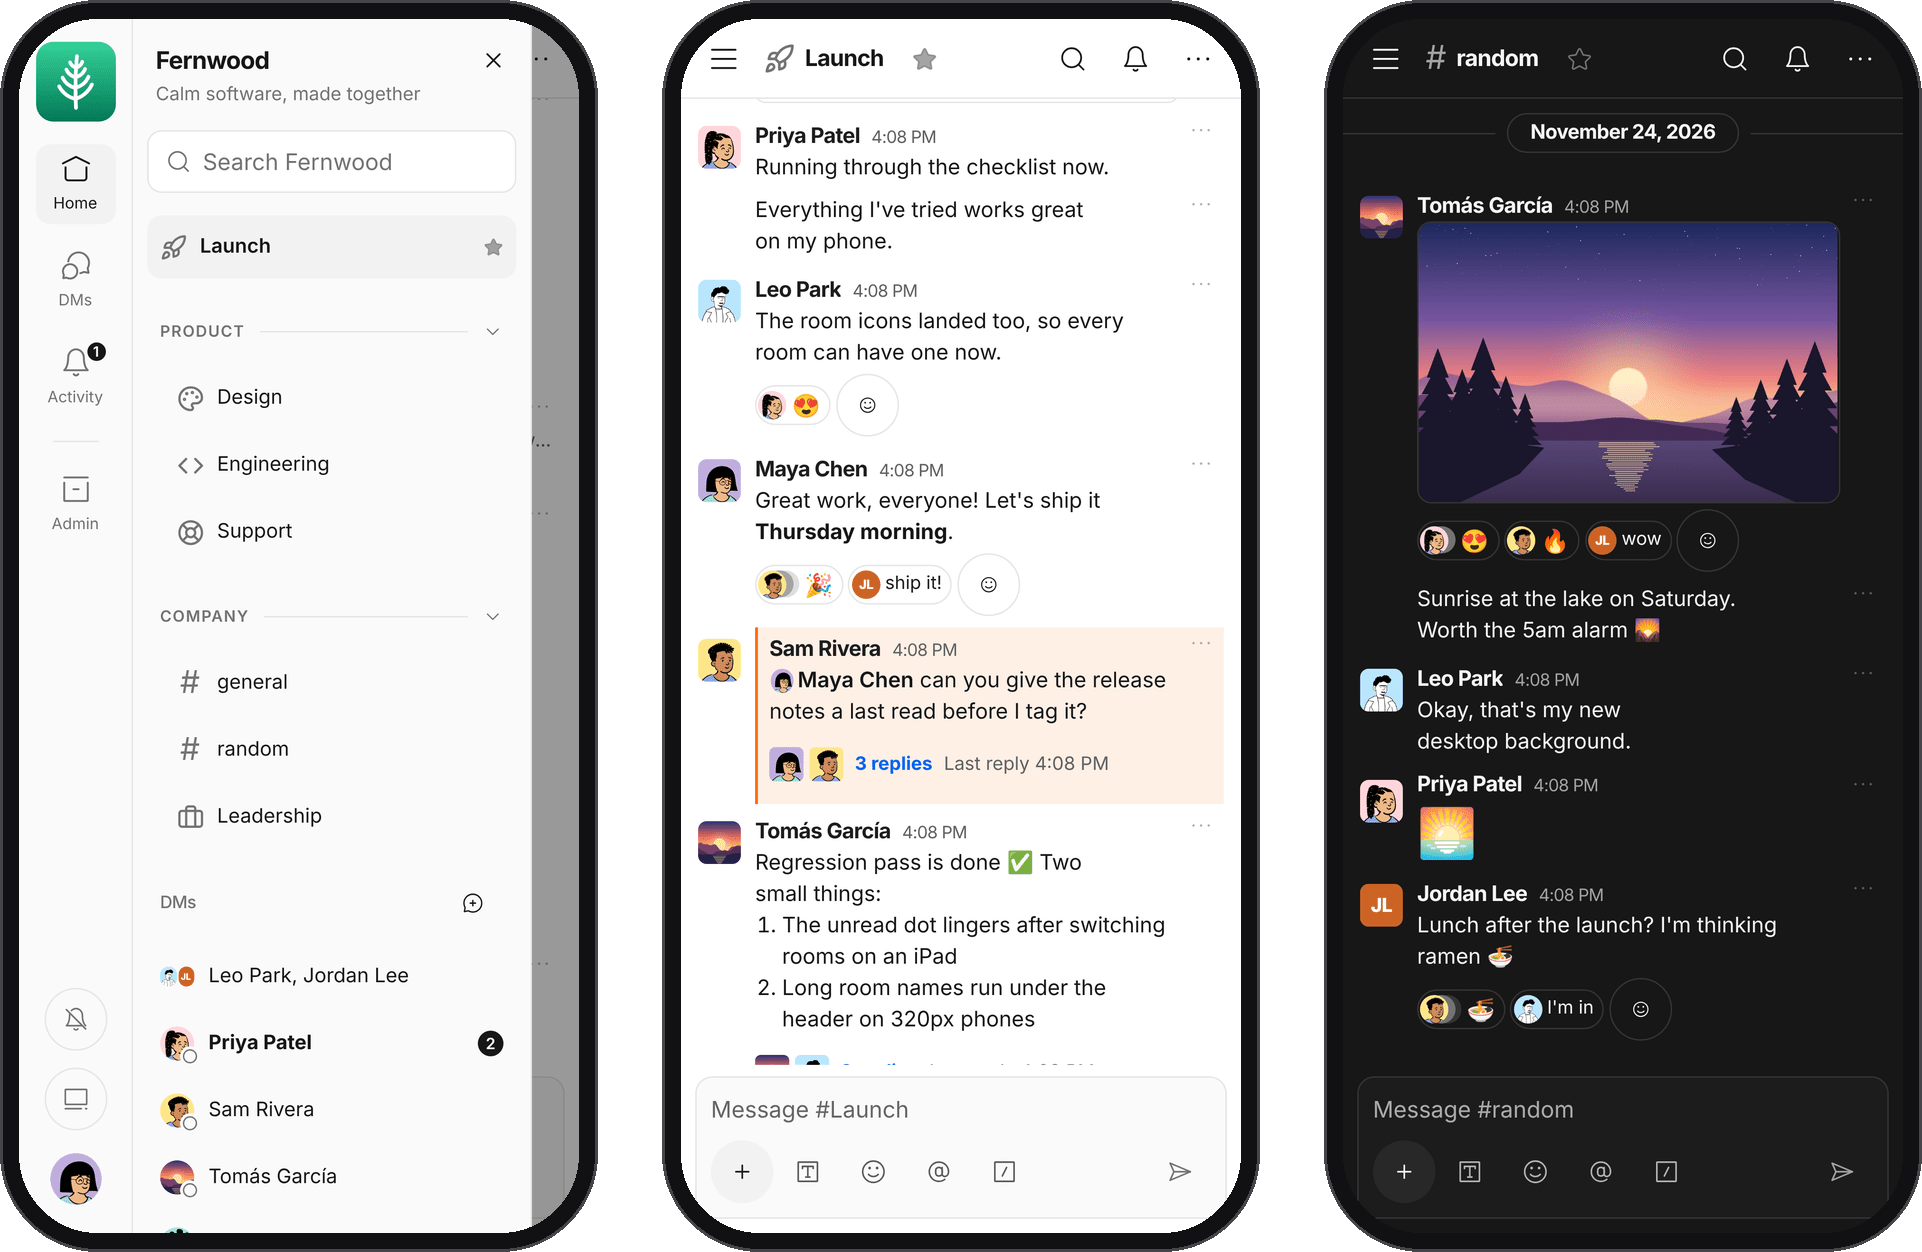 Fernwood
Calm software, made together
Search Fernwood
Home
Launch
DMs
PRODUCT
1
Activity
Design
Engineering
Admin
Support
COMPANY
general
random
Leadership
DMs
JL
Leo Park, Jordan Lee
Priya Patel
2
Sam Rivera
Tomás García
Launch
Priya Patel 4:08 PM
Running through the checklist now.
Everything I've tried works great
on my phone.
Leo Park 4:08 PM
The room icons landed too, so every
room can have one now.
Maya Chen 4:08 PM
Great work, everyone! Let's ship it
Thursday morning.
JL ship it!
Sam Rivera 4:08 PM
Maya Chen can you give the release
notes a last read before I tag it?
3 replies Last reply 4:08 PM
Tomás García 4:08 PM
Regression pass is done ✅ Two
small things:
1. The unread dot lingers after switching
rooms on an iPad
2. Long room names run under the
header on 320px phones
Message #Launch
# random
November 24, 2026
Tomás García 4:08 PM
JL wow
Sunrise at the lake on Saturday.
Worth the 5am alarm 🌅
Leo Park 4:08 PM
Okay, that's my new
desktop background.
Priya Patel 4:08 PM
JL
Jordan Lee 4:08 PM
Lunch after the launch? I'm thinking
ramen 🍜
I'm in
Message #random